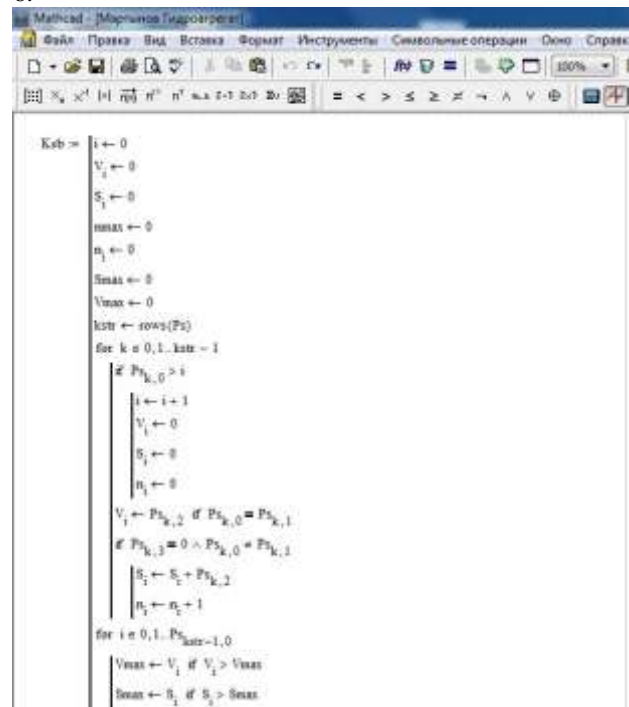 Mathcad - [Мартынов Гидроагрегат]
Файл Правка Вид Вставка Формат Инструменты Символьные операции Окно Справка
100%
= < > ≤ ≥ ≠ ¬ ∧ ∨ ⊕
Ksb := i ← 0
V_i ← 0
S_i ← 0
nmax ← 0
n_i ← 0
Smax ← 0
Vmax ← 0
kstr ← rows(Ps)
for k ∈ 0, 1.. kstr − 1
if Ps_k,0 > i
i ← i + 1
V_i ← 0
S_i ← 0
n_i ← 0
V_i ← Ps_k,2 if Ps_k,0 = Ps_k,1
if Ps_k,3 = 0 ∧ Ps_k,0 ≠ Ps_k,1
S_i ← S_i + Ps_k,2
n_i ← n_i + 1
for i ∈ 0, 1.. Ps_kstr−1,0
Vmax ← V_i if V_i > Vmax
Smax ← S_i if S_i > Smax